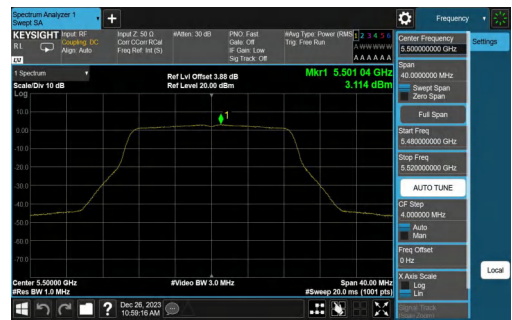 Spectrum Analyzer 1
Swept SA
+
Frequency
KEYSIGHT
RL
LV
Input: RF
Coupling: DC
Align: Auto
Input Z: 50 Ω
Corr CCorr RCal
Freq Ref: Int (S)
#Atten: 30 dB
PNO: Fast
Gate: Off
IF Gain: Low
Sig Track: Off
#Avg Type: Power (RMS)
Trig: Free Run
1 2 3 4 5 6
A W W W W W
A A A A A A
1 Spectrum
Scale/Div 10 dB
Log
Ref Lvl Offset 3.88 dB
Ref Level 20.00 dBm
Mkr1 5.501 04 GHz
3.114 dBm
1
10.0
0.00
-10.0
-20.0
-30.0
-40.0
-50.0
-60.0
-70.0
Center 5.50000 GHz
#Res BW 1.0 MHz
#Video BW 3.0 MHz
Span 40.00 MHz
#Sweep 20.0 ms (1001 pts)
Center Frequency
5.500000000 GHz
Span
40.0000000 MHz
Swept Span
Zero Span
Full Span
Start Freq
5.480000000 GHz
Stop Freq
5.520000000 GHz
AUTO TUNE
CF Step
4.000000 MHz
Auto
Man
Freq Offset
0 Hz
X Axis Scale
Log
Lin
Signal Track
(Span Zoom)
Settings
Local
?
Dec 26, 2023
10:59:16 AM